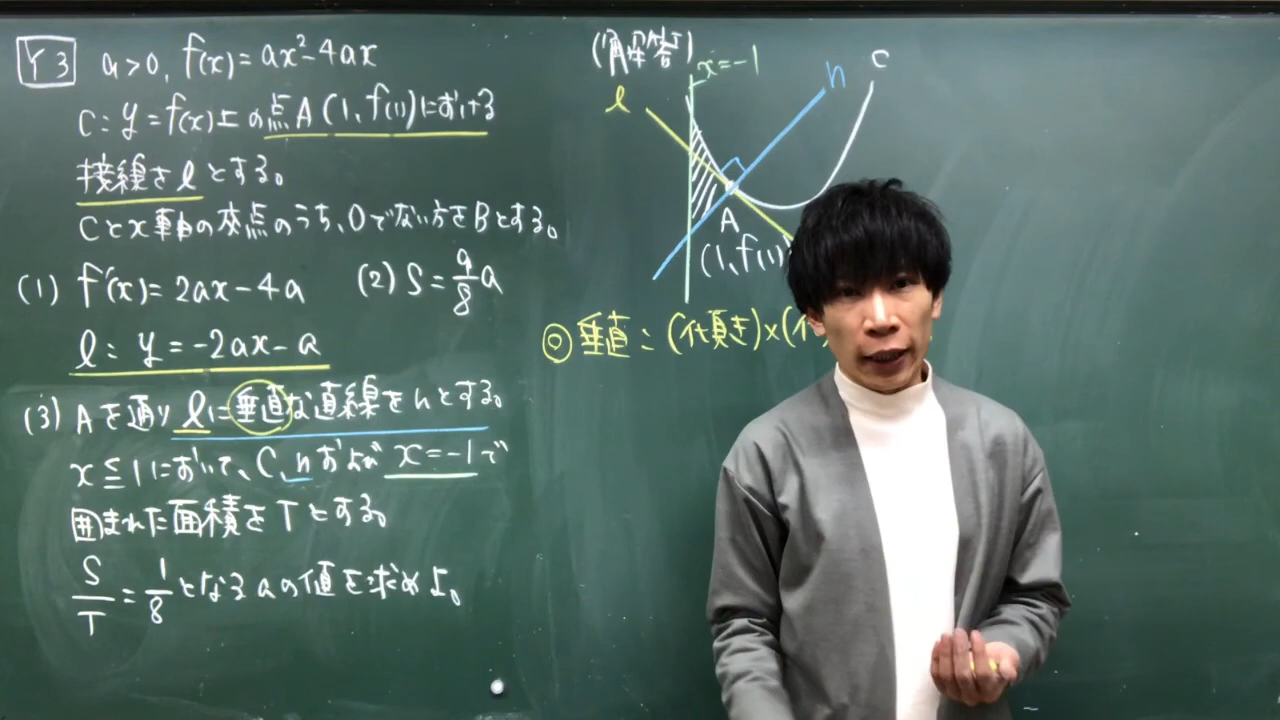 Y3 a>0, f(x)=ax²-4ax
C: y=f(x)上の点A(1, f(1))における
接線をlとする。
Cとx軸の交点のうち、Oでない方をBとする。
(1) f'(x)=2ax-4a (2) S=9/8a
l: y=-2ax-a
(3) Aを通りlに垂直な直線をnとする。
x≦1において、C, nおよびx=-1で
囲まれた面積をTとする。
S/T=1/8となるaの値を求めよ。
(解答)
x=-1
C
n
l
A
(1, f(1)
◎垂直:(傾き)×(